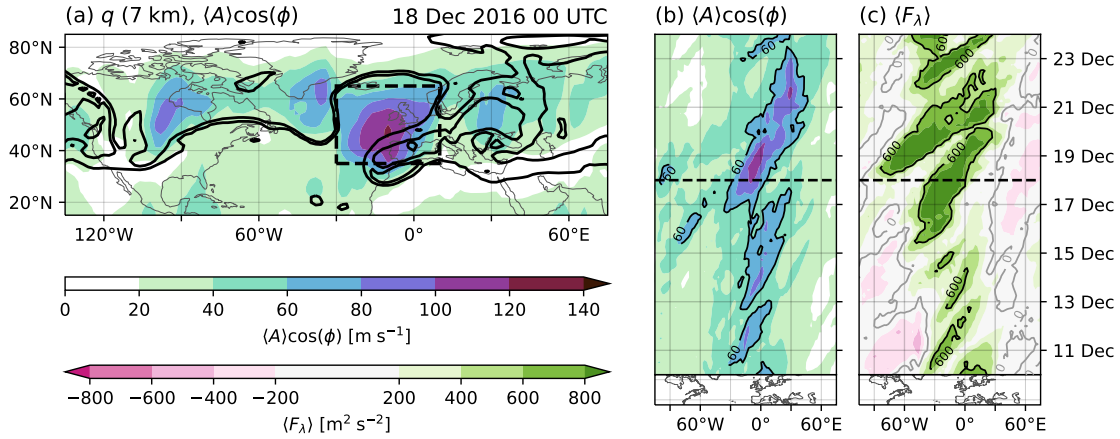 (a) q (7 km), ⟨A⟩cos(ϕ) 18 Dec 2016 00 UTC
80°N
60°N
40°N
20°N
120°W 60°W 0° 60°E
0 20 40 60 80 100 120 140
⟨A⟩cos(ϕ) [m s⁻¹]
−800 −600 −400 −200 200 400 600 800
⟨F_λ⟩ [m² s⁻²]
(b) ⟨A⟩cos(ϕ)
60
60
60
60
60
60°W 0° 60°E
(c) ⟨F_λ⟩
600
600
600
600
600
23 Dec
21 Dec
19 Dec
17 Dec
15 Dec
13 Dec
11 Dec
60°W 0° 60°E